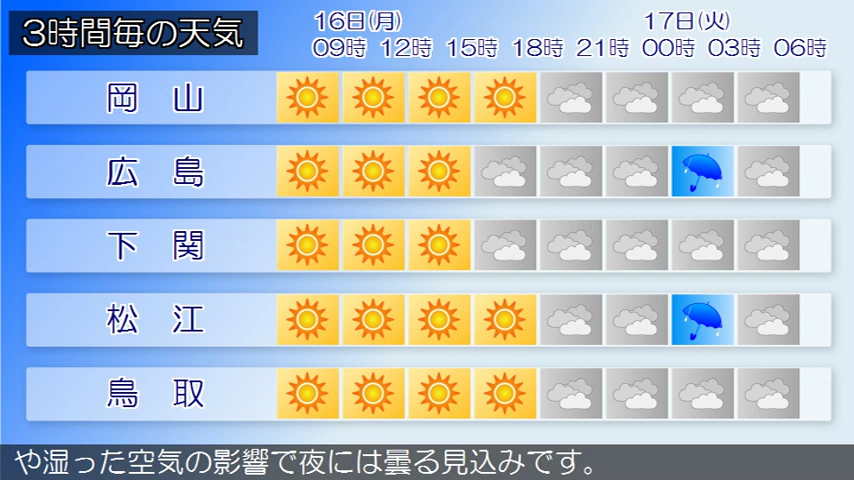 3時間毎の天気
16日(月) 17日(火)
09時 12時 15時 18時 21時 00時 03時 06時
岡 山
広 島
下 関
松 江
鳥 取
や湿った空気の影響で夜には曇る見込みです。